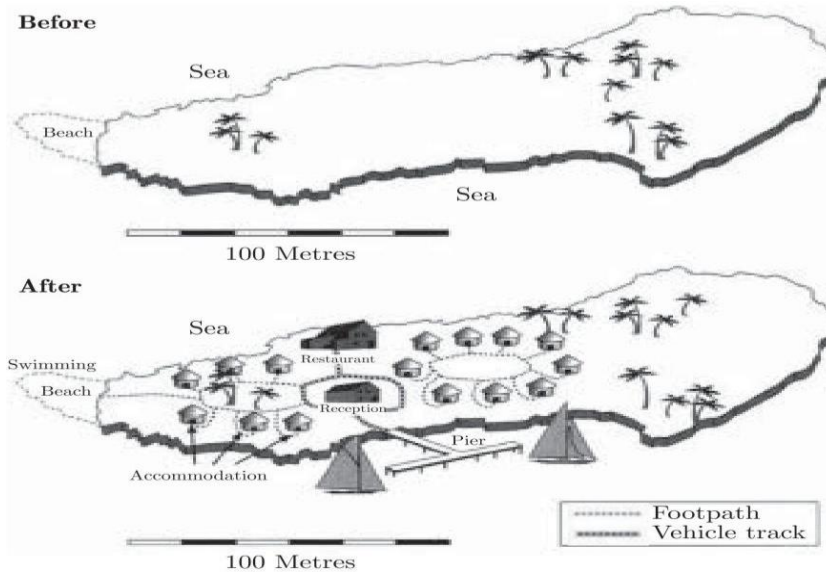 Before
Sea
Beach
Sea
100 Metres
After
Sea
Restaurant
Swimming
Beach
Reception
Pier
Accommodation
Footpath
Vehicle track
100 Metres